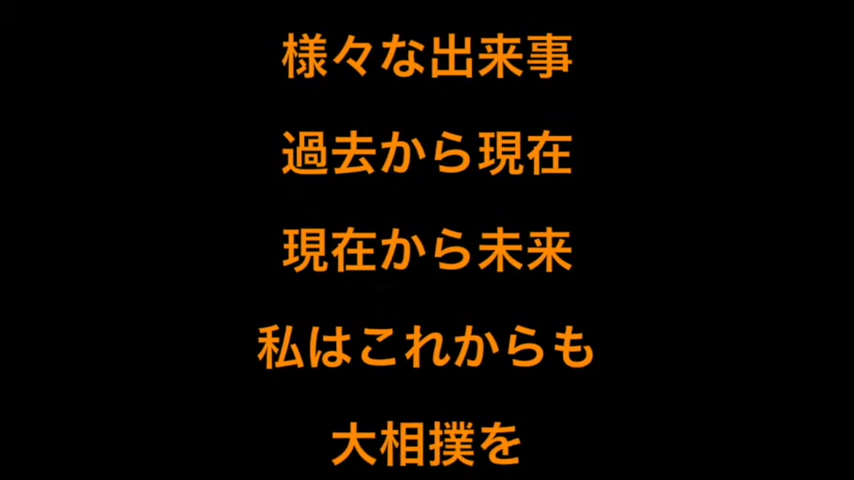 様々な出来事
過去から現在
現在から未来
私はこれからも
大相撲を